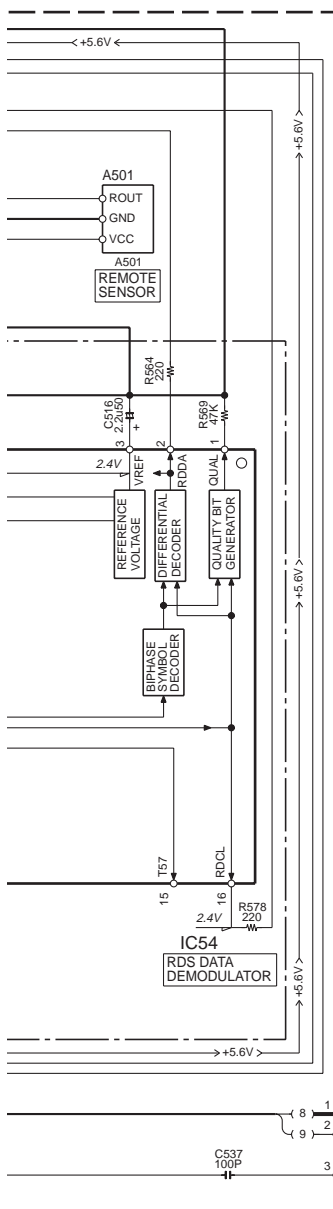 +5.6V
+5.6V
A501
ROUT
GND
VCC
A501
REMOTE
SENSOR
R564
220
C516
2.2u50
+
R569
47K
3
2
1
2.4V
VREF
RDDA
QUAL
REFERENCE
VOLTAGE
DIFFERENTIAL
DECODER
QUALITY BIT
GENERATOR
+5.6V
BIPHASE
SYMBOL
DECODER
T57
RDCL
15
16
R578
220
2.4V
IC54
RDS DATA
DEMODULATOR
+5.6V
+5.6V
8
1
9
2
C537
100P
3